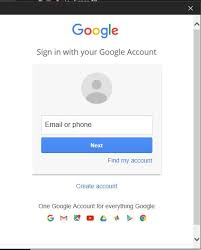 Google
Sign in with your Google Account
Email or phone
Next
Find my account
Create account
One Google Account for everything Google